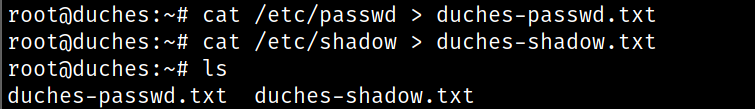 root@duches:~# cat /etc/passwd > duches-passwd.txt
root@duches:~# cat /etc/shadow > duches-shadow.txt
root@duches:~# ls
duches-passwd.txt  duches-shadow.txt